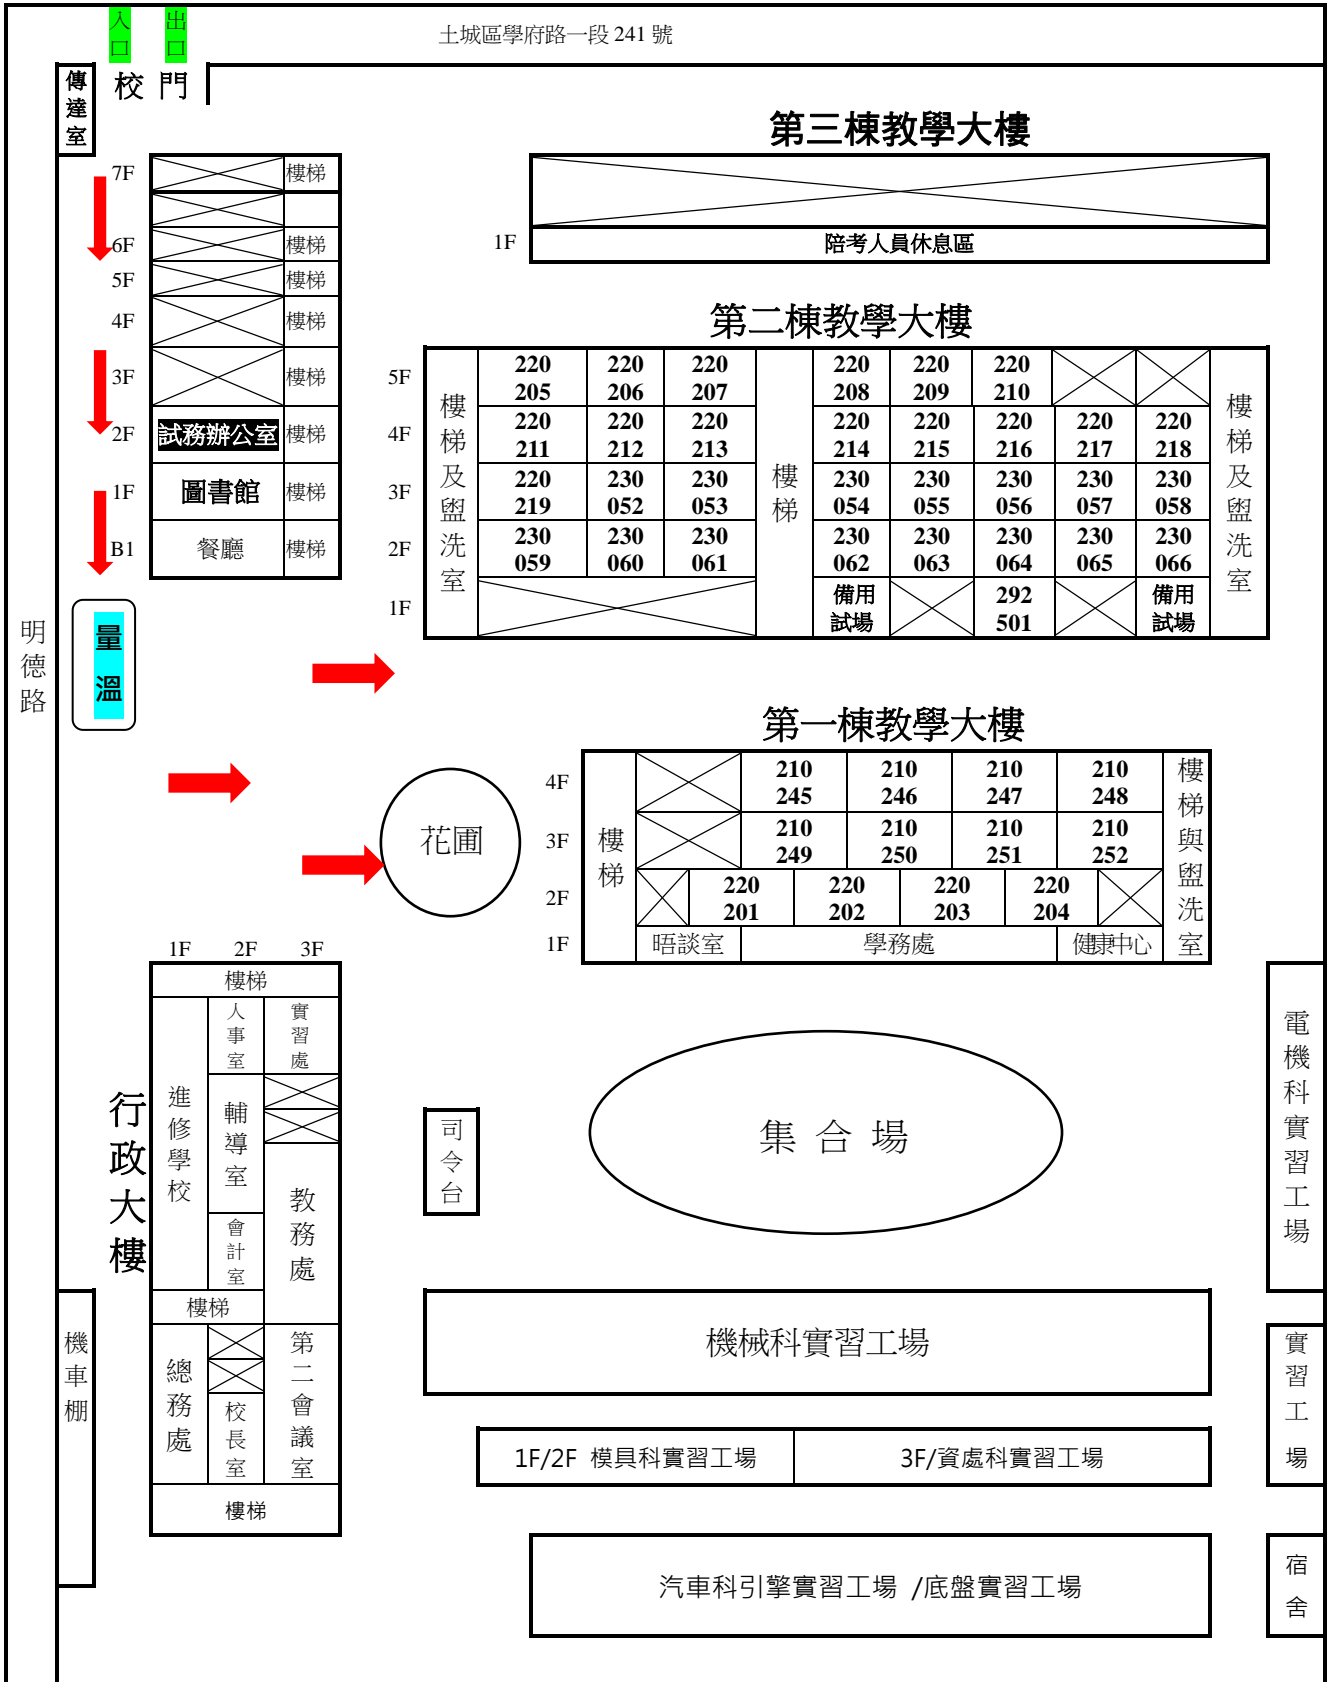 入口
出口
土城區學府路一段 241 號
傳達室
校 門
第三棟教學大樓
7F
樓梯
6F
樓梯
1F
陪考人員休息區
5F
樓梯
4F
樓梯
第二棟教學大樓
3F
樓梯
2F
試務辦公室
樓梯
1F
圖書館
樓梯
B1
餐廳
樓梯
5F
樓梯及盥洗室
220 205
220 206
220 207
樓梯
220 208
220 209
220 210
樓梯及盥洗室
4F
220 211
220 212
220 213
220 214
220 215
220 216
220 217
220 218
3F
220 219
230 052
230 053
230 054
230 055
230 056
230 057
230 058
2F
230 059
230 060
230 061
230 062
230 063
230 064
230 065
230 066
1F
備用試場
292 501
備用試場
明德路
量溫
第一棟教學大樓
花圃
4F
樓梯
210 245
210 246
210 247
210 248
樓梯與盥洗室
3F
210 249
210 250
210 251
210 252
2F
220 201
220 202
220 203
220 204
1F
晤談室
學務處
健康中心
1F
2F
3F
樓梯
行政大樓
進修學校
人事室
實習處
輔導室
會計室
教務處
樓梯
總務處
校長室
第二會議室
樓梯
司令台
集 合 場
電機科實習工場
機車棚
機械科實習工場
實習工場
1F/2F 模具科實習工場
3F/資處科實習工場
汽車科引擎實習工場 /底盤實習工場
宿舍